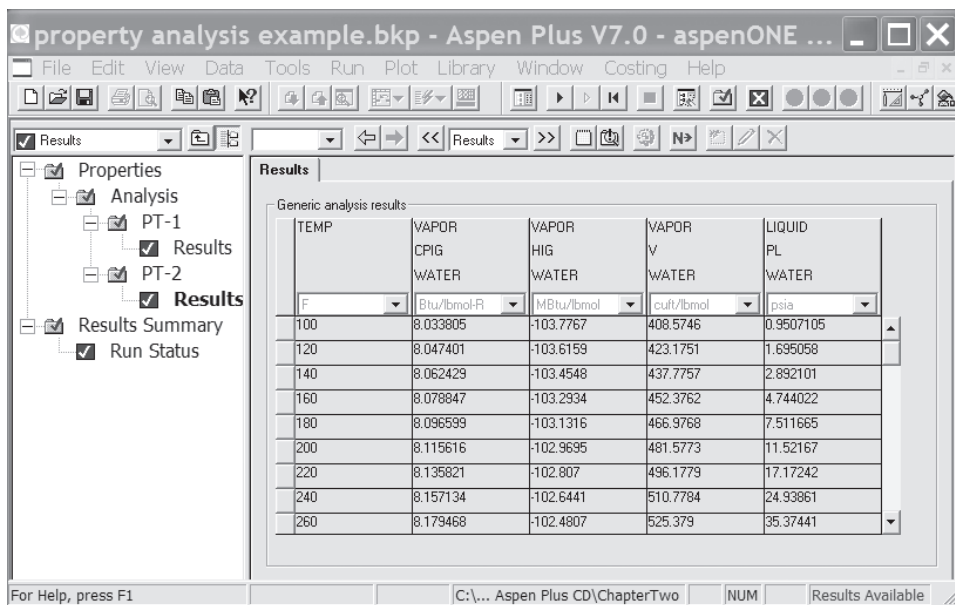 property analysis example.bkp - Aspen Plus V7.0 - aspenONE ...
File Edit View Data Tools Run Plot Library Window Costing Help
Results Results N>
Properties
Analysis
PT-1
Results
PT-2
Results
Results Summary
Run Status
Results
Generic analysis results
TEMP VAPOR VAPOR VAPOR LIQUID
CPIG HIG V PL
WATER WATER WATER WATER
F Btu/lbmol-R MBtu/lbmol cuft/lbmol psia
100 8.033805 -103.7767 408.5746 0.9507105
120 8.047401 -103.6159 423.1751 1.695058
140 8.062429 -103.4548 437.7757 2.892101
160 8.078847 -103.2934 452.3762 4.744022
180 8.096599 -103.1316 466.9768 7.511665
200 8.115616 -102.9695 481.5773 11.52167
220 8.135821 -102.807 496.1779 17.17242
240 8.157134 -102.6441 510.7784 24.93861
260 8.179468 -102.4807 525.379 35.37441
For Help, press F1 C:\... Aspen Plus CD\ChapterTwo NUM Results Available